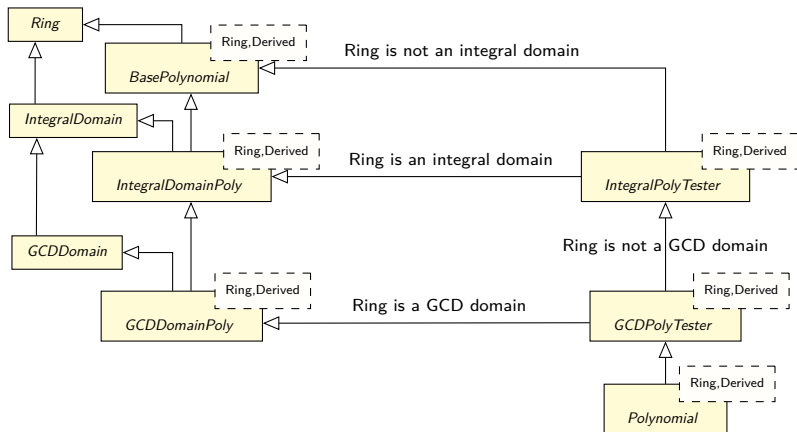 Ring
Ring,Derived
BasePolynomial
Ring is not an integral domain
IntegralDomain
Ring,Derived
IntegralDomainPoly
Ring is an integral domain
Ring,Derived
IntegralPolyTester
GCDDomain
Ring is not a GCD domain
Ring,Derived
GCDDomainPoly
Ring is a GCD domain
Ring,Derived
GCDPolyTester
Ring,Derived
Polynomial